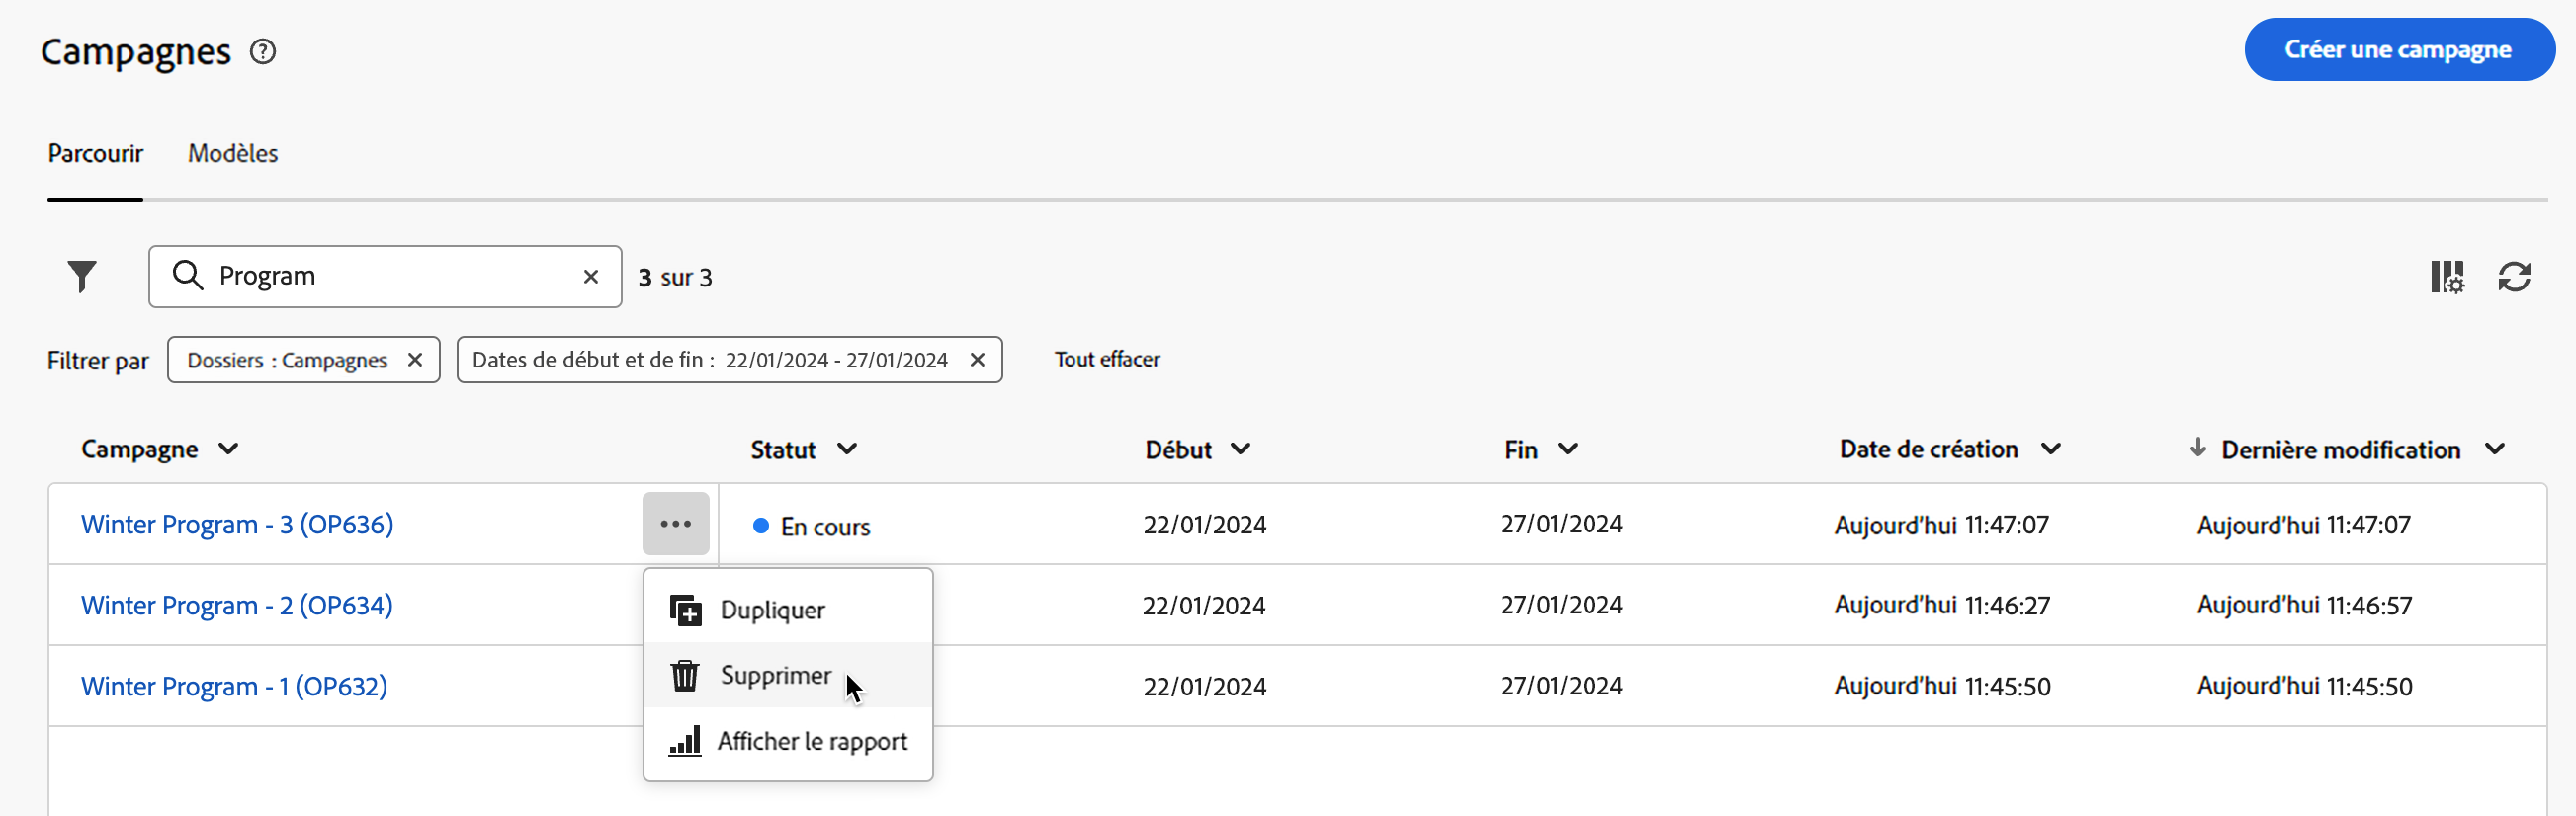 Campagnes ?
Créer une campagne
Parcourir Modèles
Program 3 sur 3
Filtrer par Dossiers : Campagnes Dates de début et de fin : 22/01/2024 - 27/01/2024 Tout effacer
Campagne Statut Début Fin Date de création Dernière modification
Winter Program - 3 (OP636) En cours 22/01/2024 27/01/2024 Aujourd'hui 11:47:07 Aujourd'hui 11:47:07
Winter Program - 2 (OP634) 22/01/2024 27/01/2024 Aujourd'hui 11:46:27 Aujourd'hui 11:46:57
Winter Program - 1 (OP632) 22/01/2024 27/01/2024 Aujourd'hui 11:45:50 Aujourd'hui 11:45:50
Dupliquer
Supprimer
Afficher le rapport